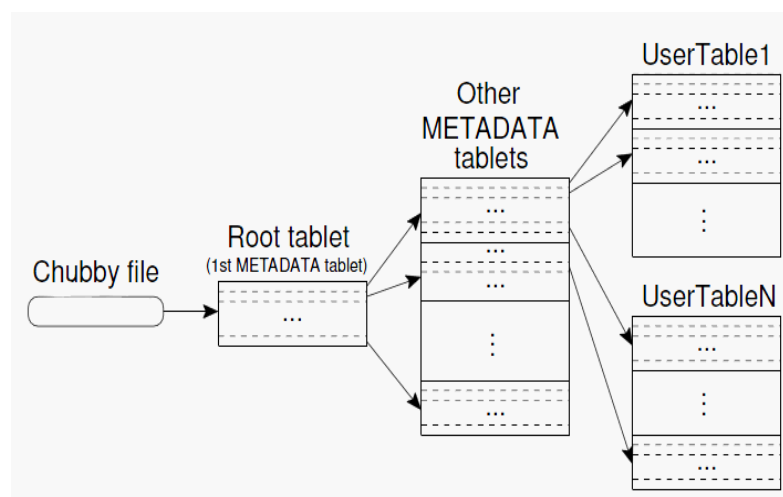 UserTable1
Other
METADATA
tablets
...
...
...
⋮
Root tablet
(1st METADATA tablet)
...
...
Chubby file
...
UserTableN
⋮
...
⋮
...
...